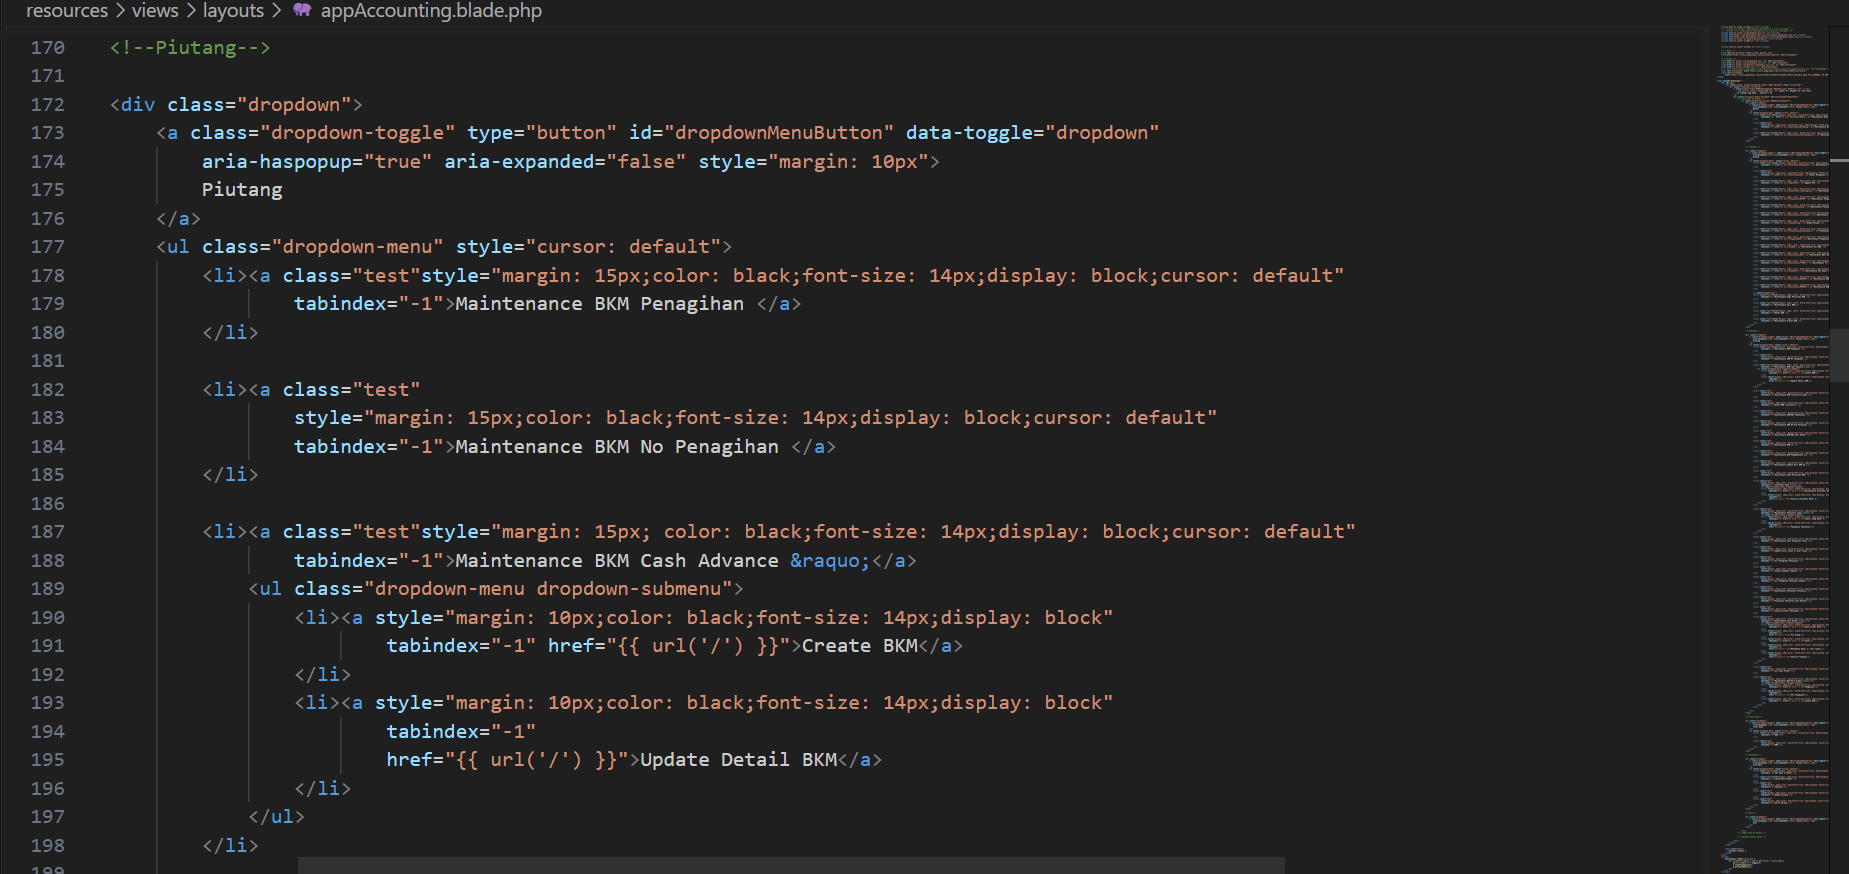 resources > views > layouts > appAccounting.blade.php
170 <!--Piutang-->
171
172 <div class="dropdown">
173 <a class="dropdown-toggle" type="button" id="dropdownMenuButton" data-toggle="dropdown"
174 aria-haspopup="true" aria-expanded="false" style="margin: 10px">
175 Piutang
176 </a>
177 <ul class="dropdown-menu" style="cursor: default">
178 <li><a class="test"style="margin: 15px;color: black;font-size: 14px;display: block;cursor: default"
179 tabindex="-1">Maintenance BKM Penagihan </a>
180 </li>
181
182 <li><a class="test"
183 style="margin: 15px;color: black;font-size: 14px;display: block;cursor: default"
184 tabindex="-1">Maintenance BKM No Penagihan </a>
185 </li>
186
187 <li><a class="test"style="margin: 15px; color: black;font-size: 14px;display: block;cursor: default"
188 tabindex="-1">Maintenance BKM Cash Advance &raquo;</a>
189 <ul class="dropdown-menu dropdown-submenu">
190 <li><a style="margin: 10px;color: black;font-size: 14px;display: block"
191 tabindex="-1" href="{{ url('/') }}">Create BKM</a>
192 </li>
193 <li><a style="margin: 10px;color: black;font-size: 14px;display: block"
194 tabindex="-1"
195 href="{{ url('/') }}">Update Detail BKM</a>
196 </li>
197 </ul>
198 </li>
199